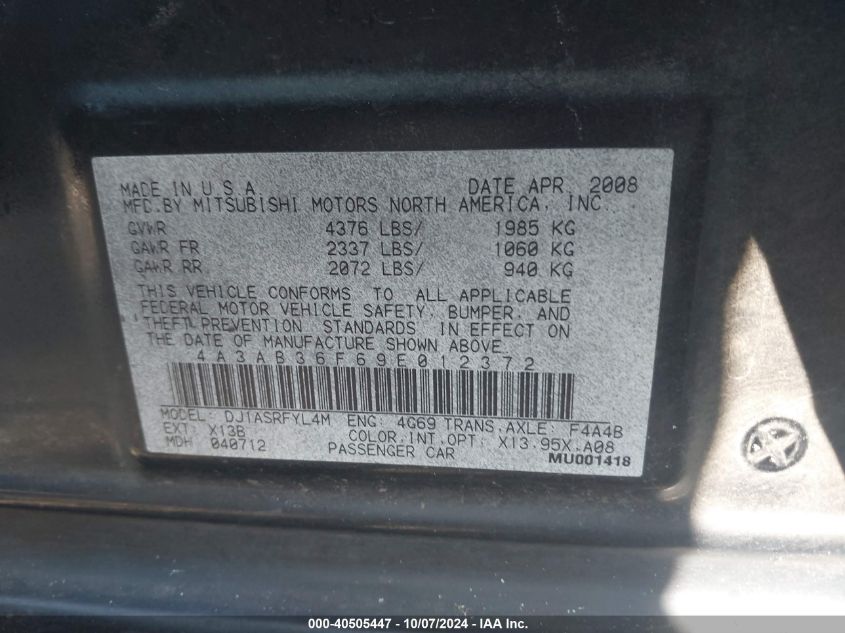 MADE IN U.S.A. DATE APR. 2008
MFD.BY MITSUBISHI MOTORS NORTH AMERICA, INC.
GVWR 4376 LBS/ 1985 KG
GAWR FR 2337 LBS/ 1060 KG
GAWR RR 2072 LBS/ 940 KG
THIS VEHICLE CONFORMS TO ALL APPLICABLE
FEDERAL MOTOR VEHICLE SAFETY, BUMPER, AND
THEFT PREVENTION STANDARDS IN EFFECT ON
THE DATE OF MANUFACTURE SHOWN ABOVE.
4A3AB36F69E012372
MODEL: DJ1ASRFYL4M ENG: 4G69 TRANS,AXLE: F4A4B
EXT: X13B COLOR,INT,OPT: X13,95X,A08
MDH 040712 PASSENGER CAR
MU001418
000-40505447 - 10/07/2024 - IAA Inc.